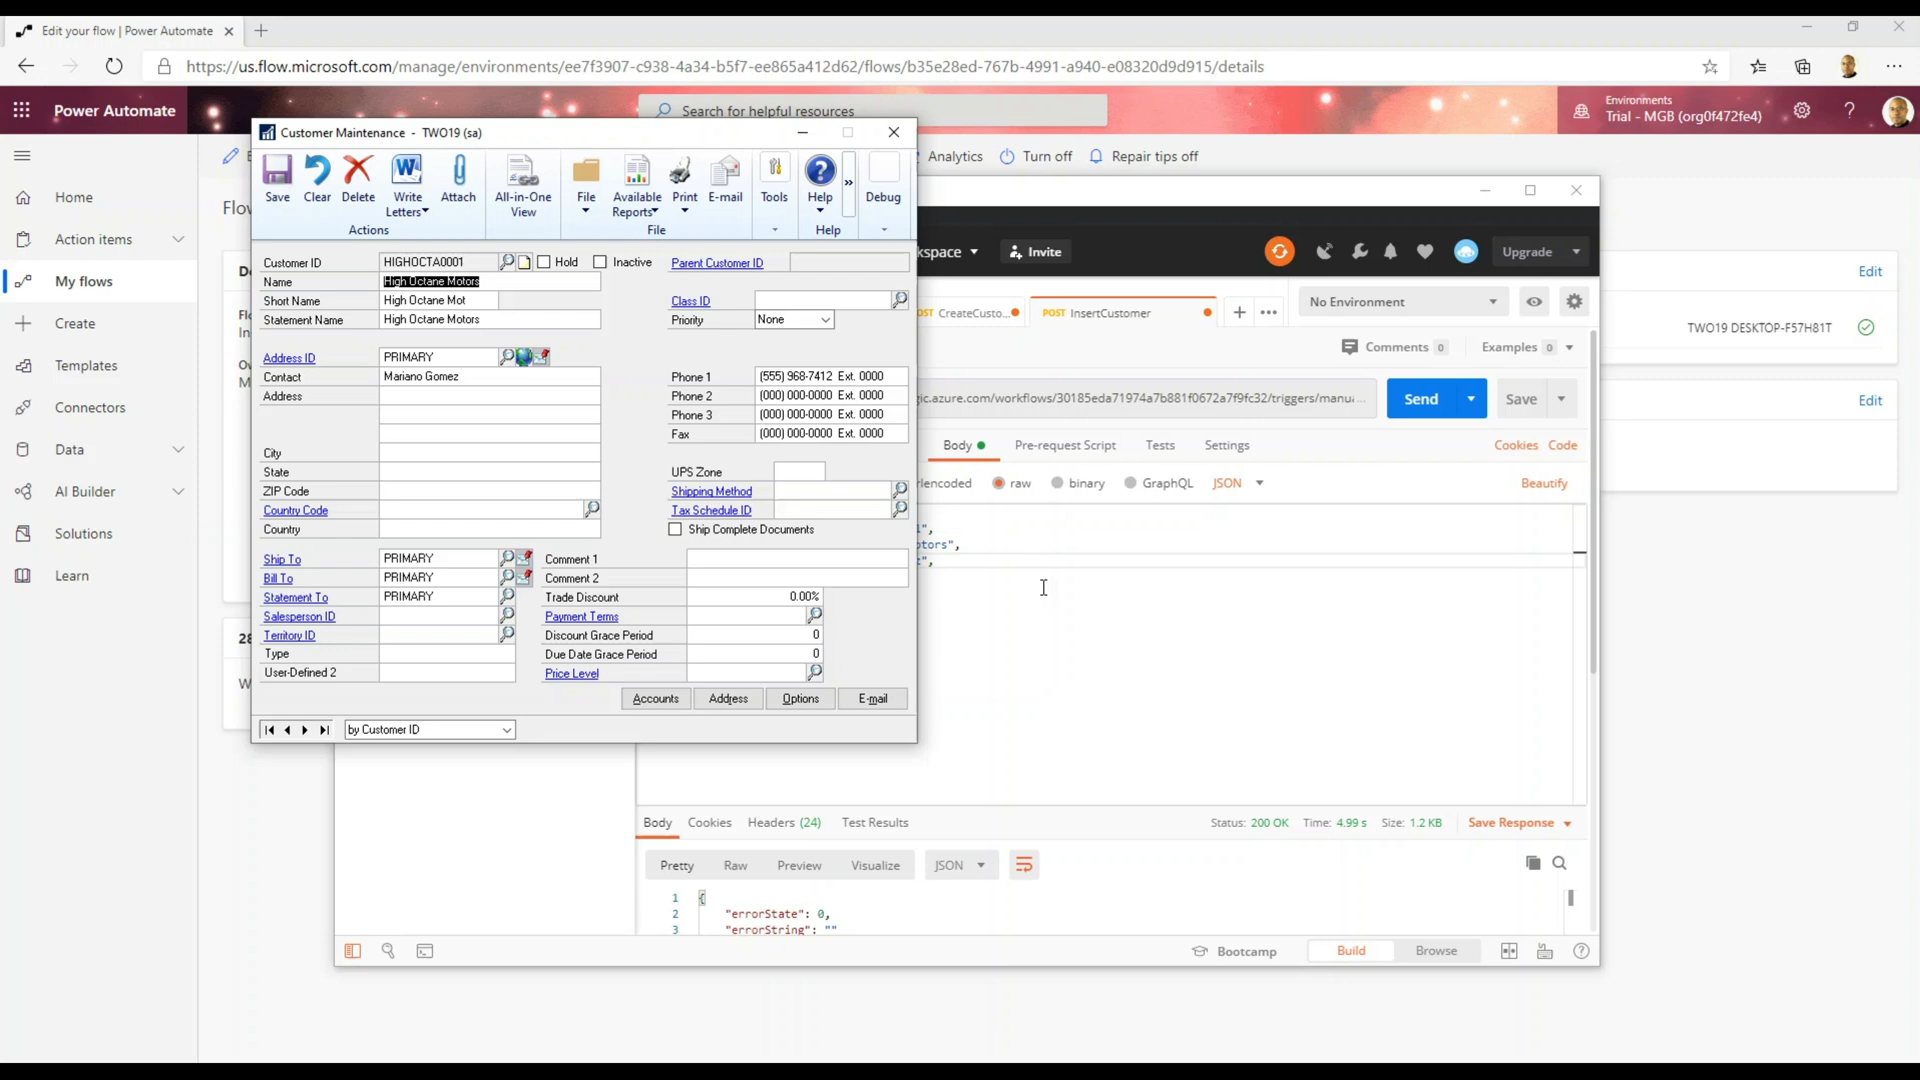 Edit your flow | Power Automate
https://us.flow.microsoft.com/manage/environments/ee7f3907-c938-4a34-b5f7-ee865a412d62/flows/b35e28ed-767b-4991-a940-e08320d9d915/details
Power Automate
Search for helpful resources
Environments
Trial - MGB (org0f472fe4)
Home
Action items
My flows
Create
Templates
Connectors
Data
AI Builder
Solutions
Learn
Analytics
Turn off
Repair tips off
Flow
Edit
TWO19 DESKTOP-F57H81T
Edit
Customer Maintenance - TWO19 (sa)
Save
Clear
Delete
Write Letters
Attach
All-in-One View
File
Available Reports
Print
E-mail
Tools
Help
Debug
Actions
File
Help
Customer ID HIGHOCTA0001 Hold Inactive Parent Customer ID
Name High Octane Motors
Short Name High Octane Mot Class ID
Statement Name High Octane Motors Priority None
Address ID PRIMARY
Contact Mariano Gomez Phone 1 (555) 968-7412 Ext. 0000
Address Phone 2 (000) 000-0000 Ext. 0000
Phone 3 (000) 000-0000 Ext. 0000
Fax (000) 000-0000 Ext. 0000
City
State UPS Zone
ZIP Code Shipping Method
Country Code Tax Schedule ID
Country Ship Complete Documents
Ship To PRIMARY Comment 1
Bill To PRIMARY Comment 2
Statement To PRIMARY Trade Discount 0.00%
Salesperson ID Payment Terms
Territory ID Discount Grace Period 0
Type Due Date Grace Period 0
User-Defined 2 Price Level
Accounts Address Options E-mail
by Customer ID
kspace Invite Upgrade
ST CreateCusto... POST InsertCustomer No Environment
Comments 0 Examples 0
gic.azure.com/workflows/30185eda71974a7b881f0672a7f9fc32/triggers/manu... Send Save
Body Pre-request Script Tests Settings Cookies Code
lencoded raw binary GraphQL JSON Beautify
1",
otors",
t",
Body Cookies Headers (24) Test Results Status: 200 OK Time: 4.99 s Size: 1.2 KB Save Response
Pretty Raw Preview Visualize JSON
1 {
2 "errorState": 0,
3 "errorString": ""
Bootcamp Build Browse